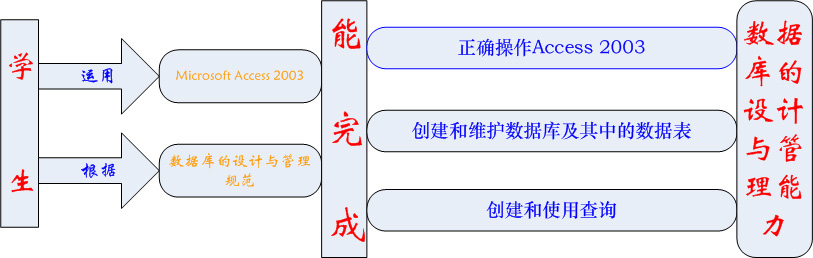 学生
运用
Microsoft Access 2003
根据
数据库的设计与管理
规范
能完成
正确操作Access 2003
创建和维护数据库及其中的数据表
创建和使用查询
数据
库的
设计
与管
理能
力